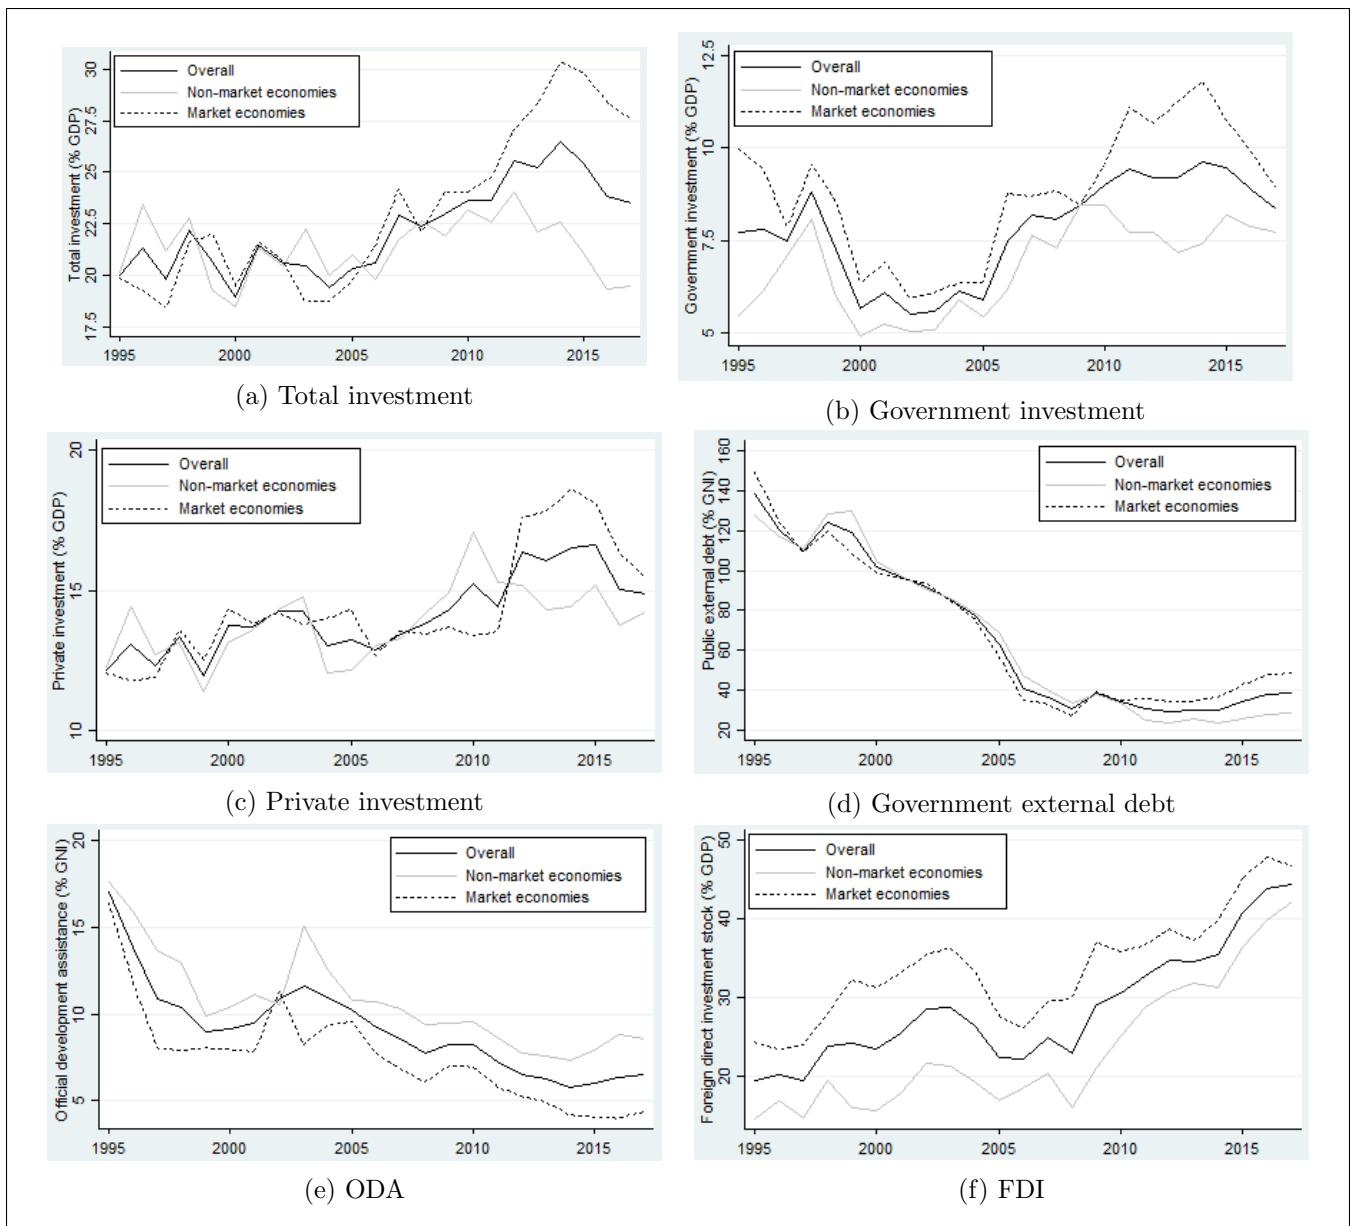 Total investment (% GDP)
30
27.5
25
22.5
20
17.5
Overall
Non-market economies
Market economies
1995 2000 2005 2010 2015
(a) Total investment
Government investment (% GDP)
12.5
10
7.5
5
Overall
Non-market economies
Market economies
1995 2000 2005 2010 2015
(b) Government investment
Private investment (% GDP)
20
15
10
Overall
Non-market economies
Market economies
1995 2000 2005 2010 2015
(c) Private investment
Public external debt (% GNI)
160
140
120
100
80
60
40
20
Overall
Non-market economies
Market economies
1995 2000 2005 2010 2015
(d) Government external debt
Official development assistance (% GNI)
20
15
10
5
Overall
Non-market economies
Market economies
1995 2000 2005 2010 2015
(e) ODA
Foreign direct investment stock (% GDP)
50
40
30
20
Overall
Non-market economies
Market economies
1995 2000 2005 2010 2015
(f) FDI